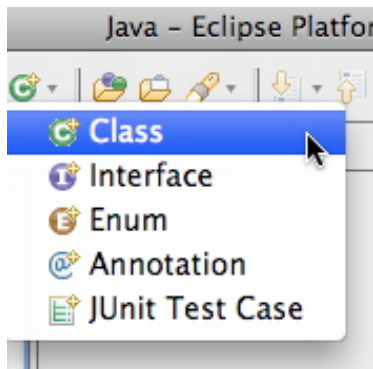 Java – Eclipse Platfor
Class
Interface
Enum
Annotation
JUnit Test Case